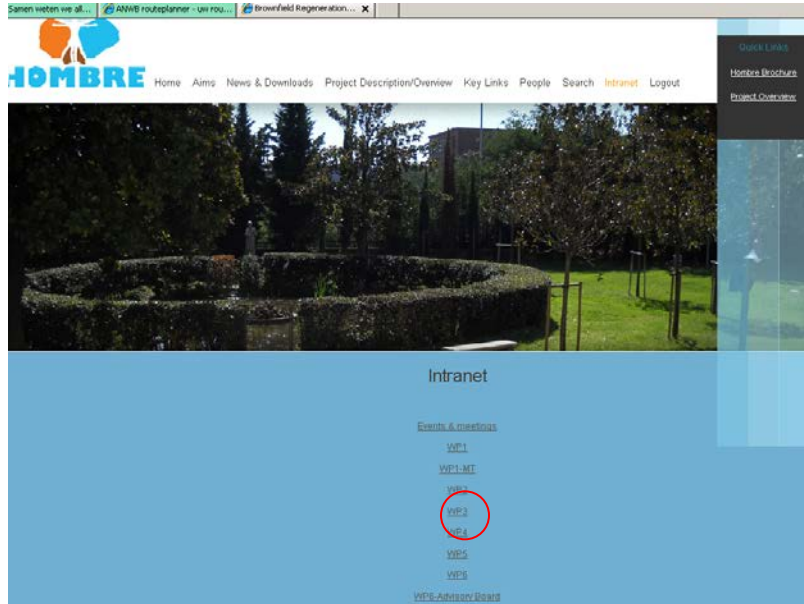 Samen weten we all... ANWB routeplanner - uw rou... Brownfield Regeneration... X
Quick Links
HOMBRE
Home Aims News & Downloads Project Description/Overview Key Links People Search Intranet Logout
Hombre Brochure
Project Overview
Intranet
Events & meetings
WP1
WP1-MT
WP2
WP3
WP4
WP5
WP6
WP6-Advisory Board